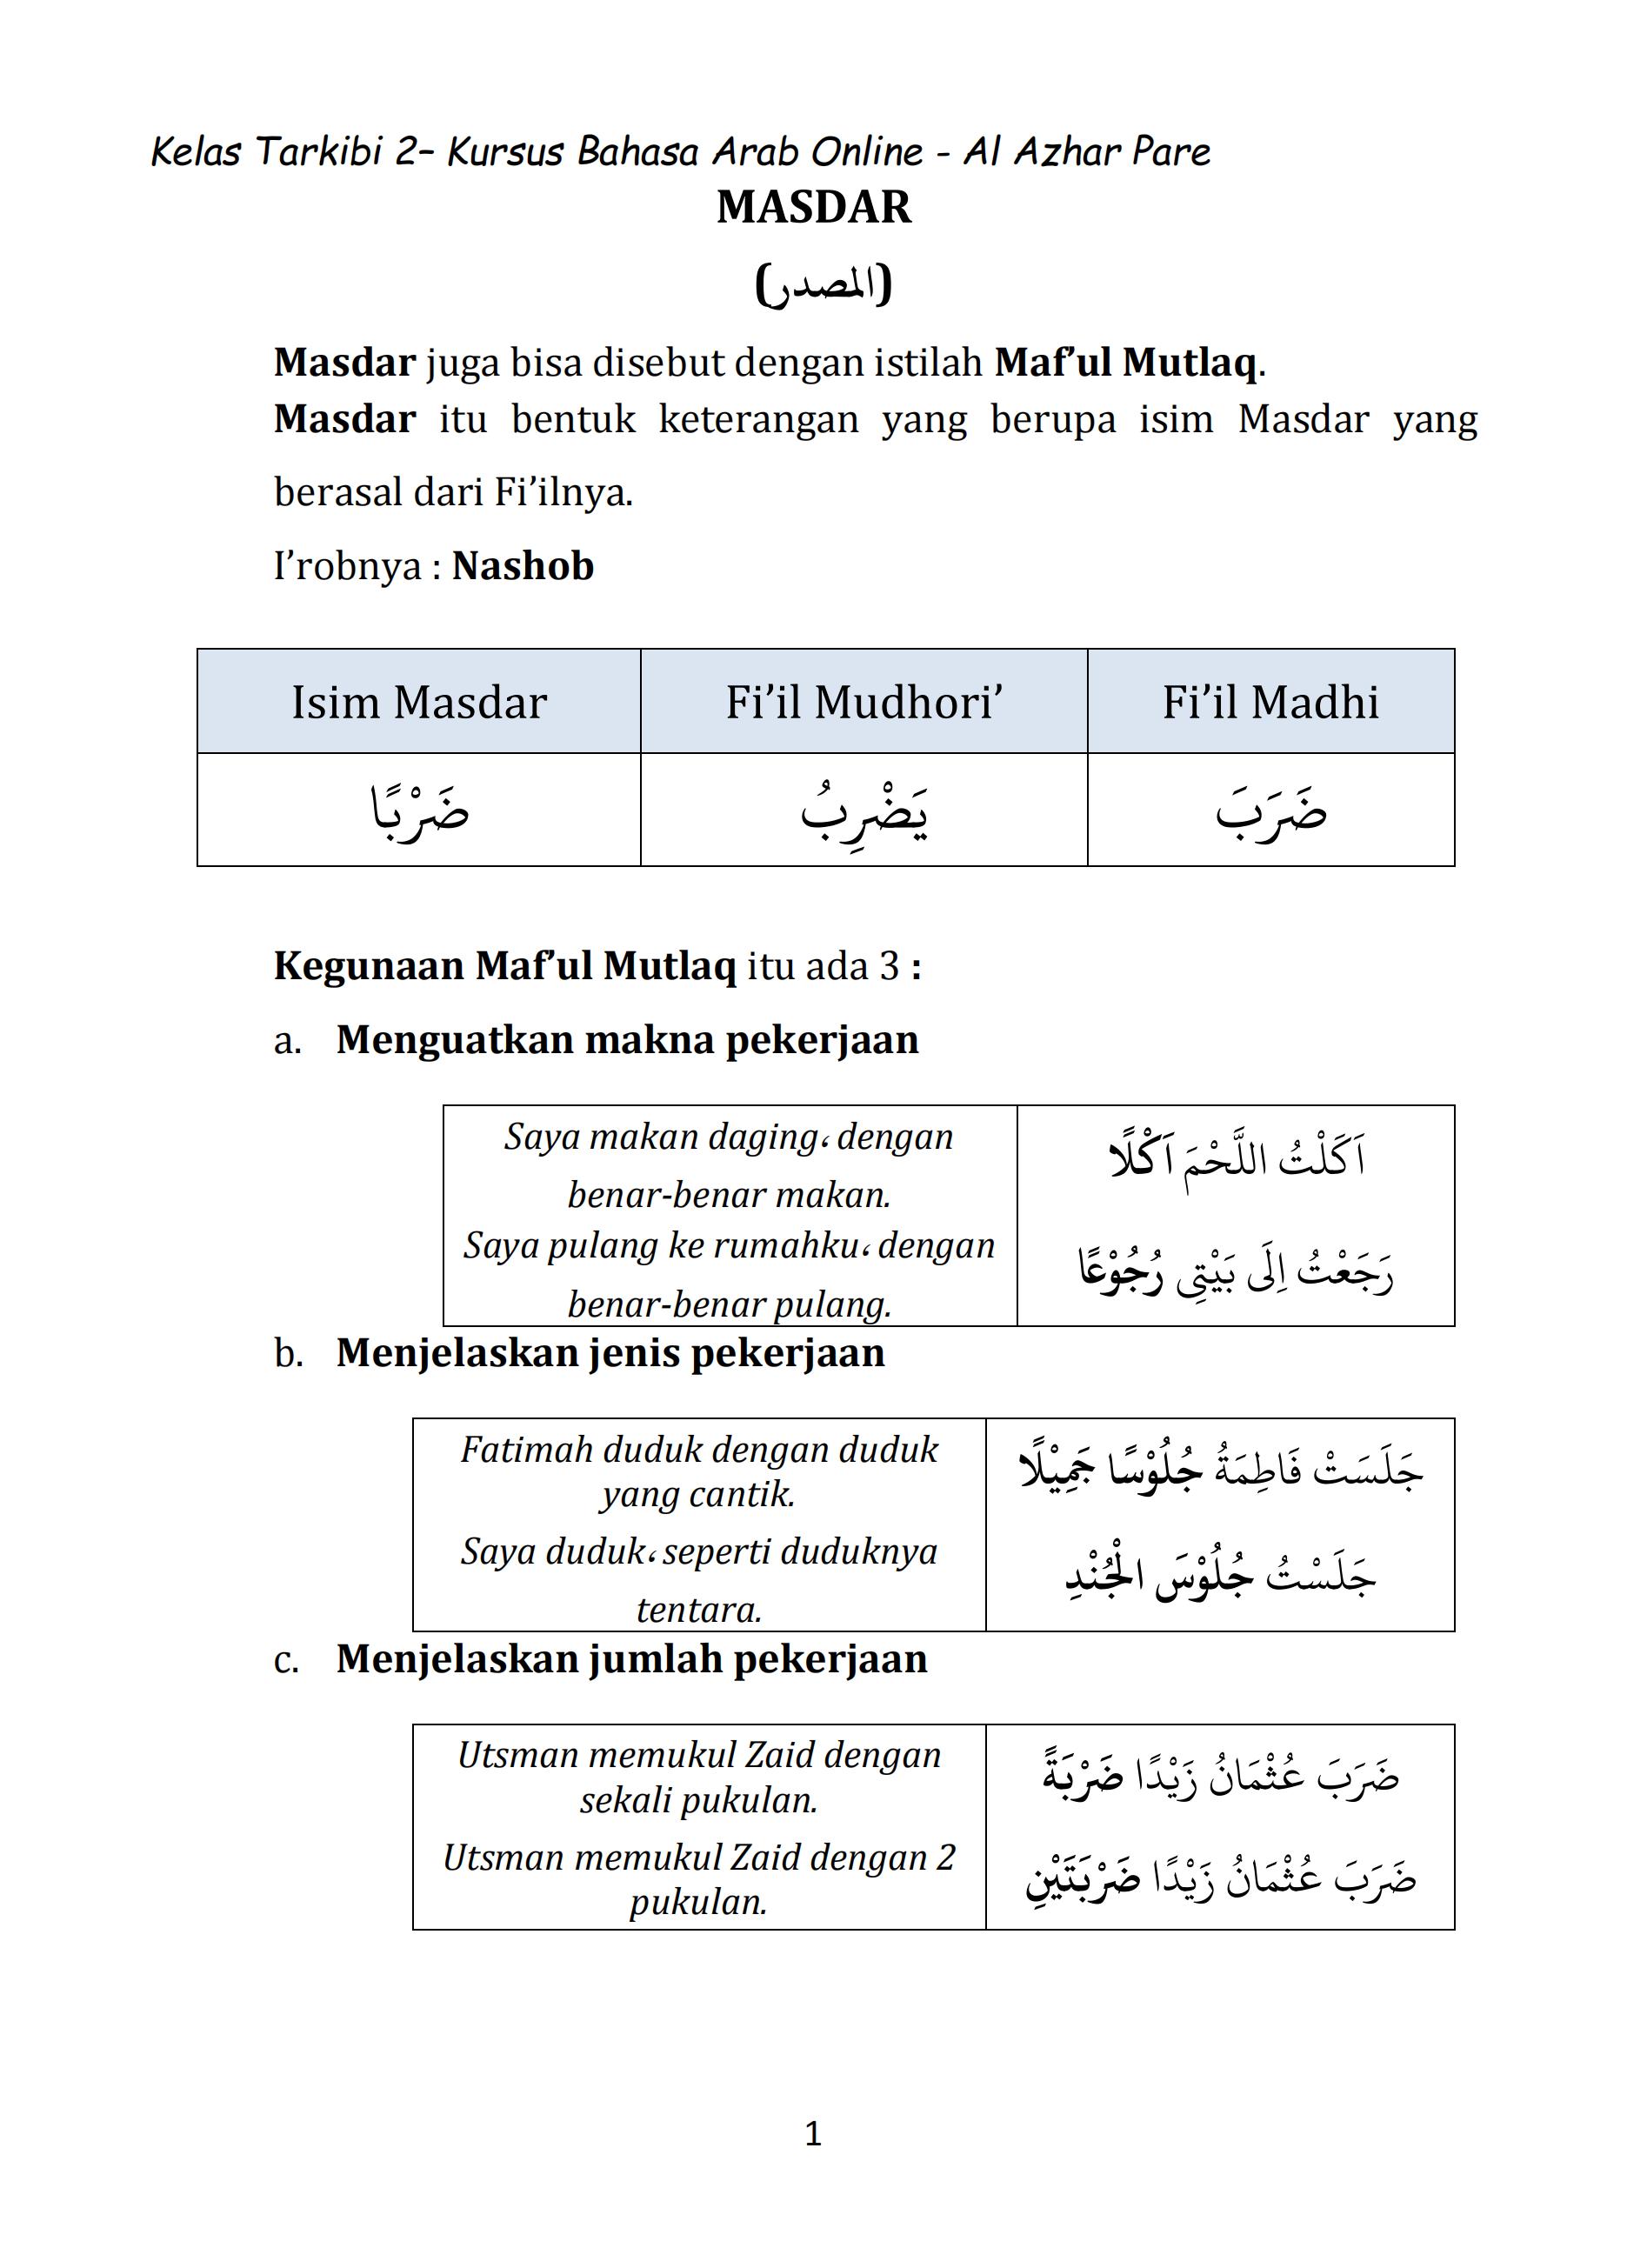 Kelas Tarkibi 2– Kursus Bahasa Arab Online - Al Azhar Pare
MASDAR
(المصدر)
Masdar juga bisa disebut dengan istilah Maf’ul Mutlaq.
Masdar itu bentuk keterangan yang berupa isim Masdar yang
berasal dari Fi’ilnya.
I’robnya : Nashob
Isim Masdar Fi’il Mudhori’ Fi’il Madhi
ضَرْبًا يَضْرِبُ ضَرَبَ
Kegunaan Maf’ul Mutlaq itu ada 3 :
a. Menguatkan makna pekerjaan
Saya makan daging، dengan
benar-benar makan.
اَكَلْتُ اللَّحْمَ اَكْلًا
Saya pulang ke rumahku، dengan
benar-benar pulang.
رَجَعْتُ اِلَى بَيْتِى رُجُوْعًا
b. Menjelaskan jenis pekerjaan
Fatimah duduk dengan duduk
yang cantik.
جَلَسَتْ فَاطِمَةُ جُلُوْسًا جَمِيْلًا
Saya duduk، seperti duduknya
tentara.
جَلَسْتُ جُلُوْسَ الْجُنْدِ
c. Menjelaskan jumlah pekerjaan
Utsman memukul Zaid dengan
sekali pukulan.
ضَرَبَ عُثْمَانُ زَيْدًا ضَرْبَةً
Utsman memukul Zaid dengan 2
pukulan.
ضَرَبَ عُثْمَانُ زَيْدًا ضَرْبَتَيْنِ
1